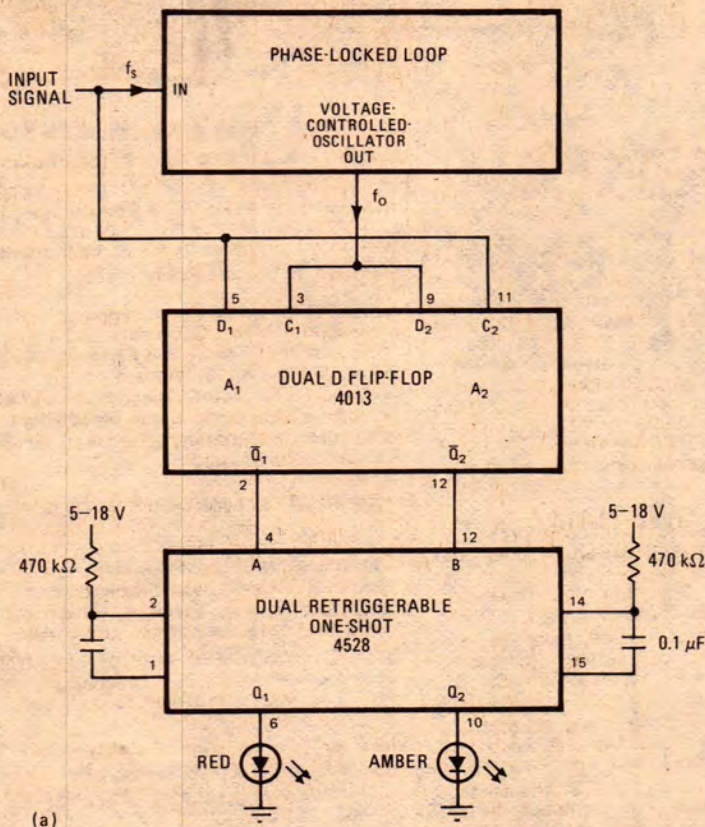 PHASE-LOCKED LOOP
INPUT
SIGNAL
fs
IN
VOLTAGE-
CONTROLLED-
OSCILLATOR
OUT
fo
5
3
9
11
D1
C1
D2
C2
A1
DUAL D FLIP-FLOP
4013
A2
Q̅1
Q̅2
2
12
5–18 V
5–18 V
4
12
470 kΩ
A
B
470 kΩ
2
DUAL RETRIGGERABLE
ONE-SHOT
4528
14
0.1 μF
1
15
Q1
Q2
6
10
RED
AMBER
(a)